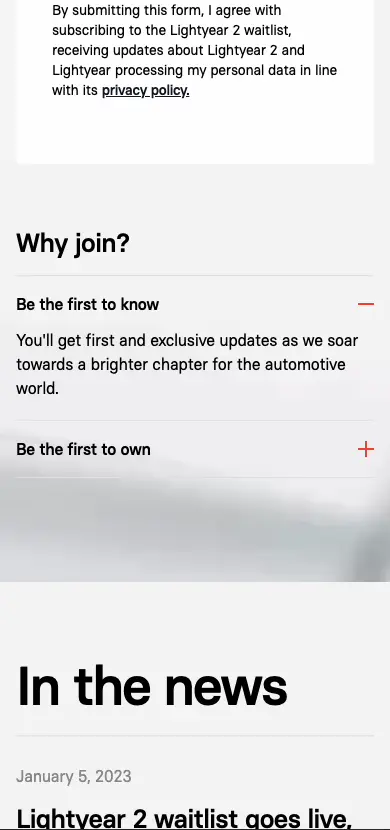 By submitting this form, I agree with
subscribing to the Lightyear 2 waitlist,
receiving updates about Lightyear 2 and
Lightyear processing my personal data in line
with its privacy policy.
Why join?
Be the first to know
You'll get first and exclusive updates as we soar
towards a brighter chapter for the automotive
world.
Be the first to own
In the news
January 5, 2023
Lightyear 2 waitlist goes live,